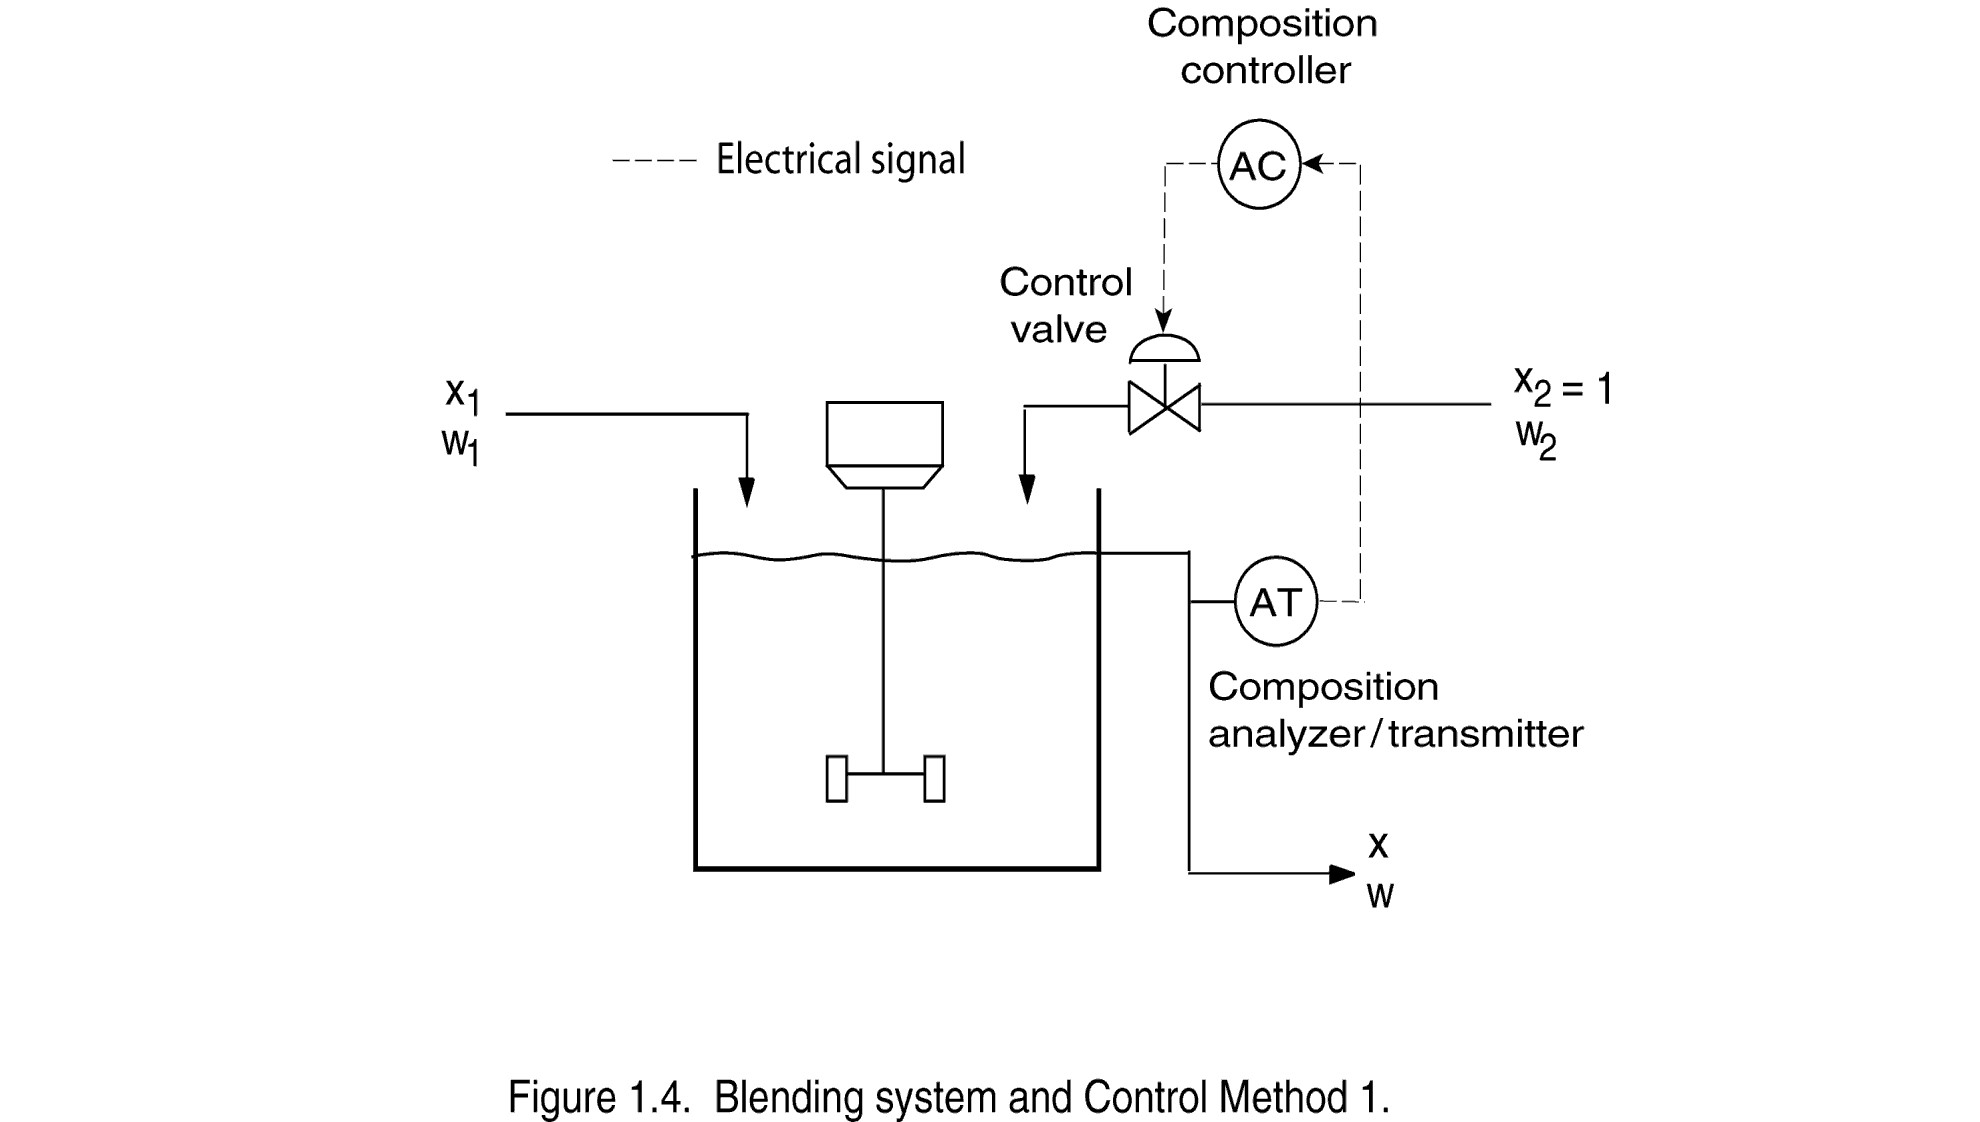 Composition
controller
Electrical signal
AC
Control
valve
x1
w1
x2 = 1
w2
AT
Composition
analyzer/transmitter
x
w
Figure 1.4. Blending system and Control Method 1.